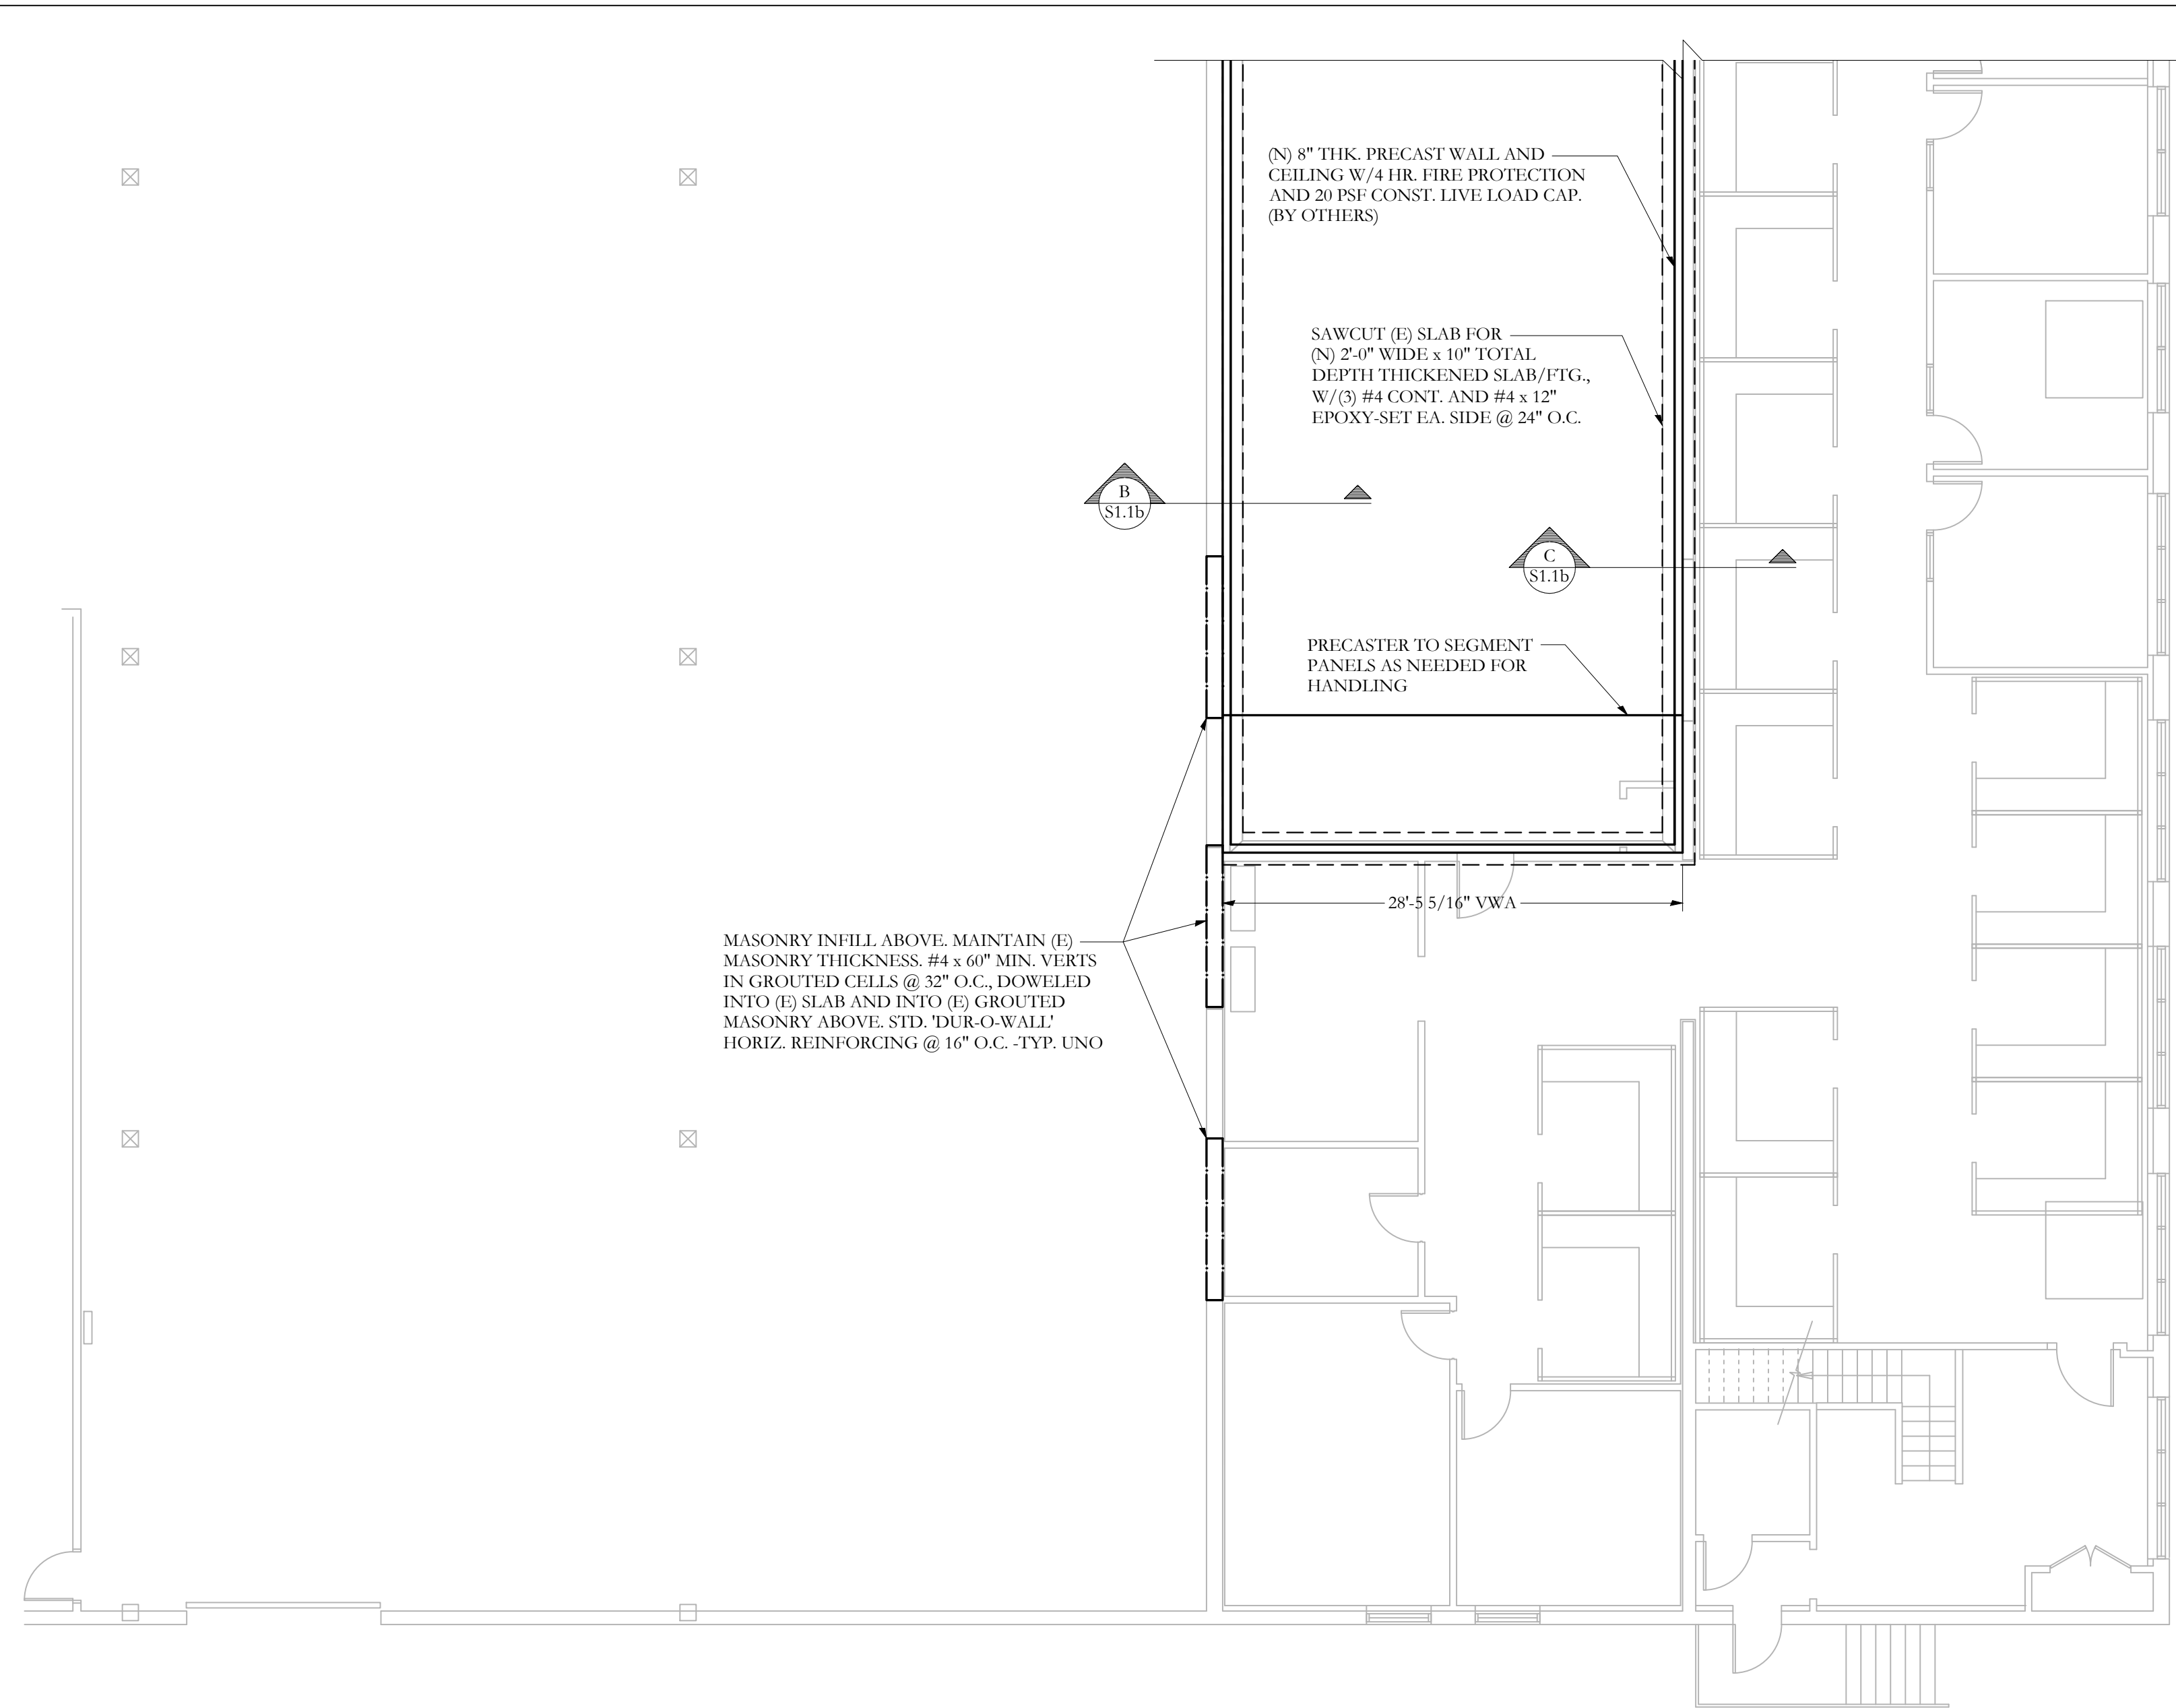 (N) 8" THK. PRECAST WALL AND
CEILING W/4 HR. FIRE PROTECTION
AND 20 PSF CONST. LIVE LOAD CAP.
(BY OTHERS)
SAWCUT (E) SLAB FOR
(N) 2'-0" WIDE x 10" TOTAL
DEPTH THICKENED SLAB/FTG.,
W/(3) #4 CONT. AND #4 x 12"
EPOXY-SET EA. SIDE @ 24" O.C.
B
S1.1b
C
S1.1b
PRECASTER TO SEGMENT
PANELS AS NEEDED FOR
HANDLING
28'-5 5/16" VWA
MASONRY INFILL ABOVE. MAINTAIN (E)
MASONRY THICKNESS. #4 x 60" MIN. VERTS
IN GROUTED CELLS @ 32" O.C., DOWELED
INTO (E) SLAB AND INTO (E) GROUTED
MASONRY ABOVE. STD. 'DUR-O-WALL'
HORIZ. REINFORCING @ 16" O.C. -TYP. UNO